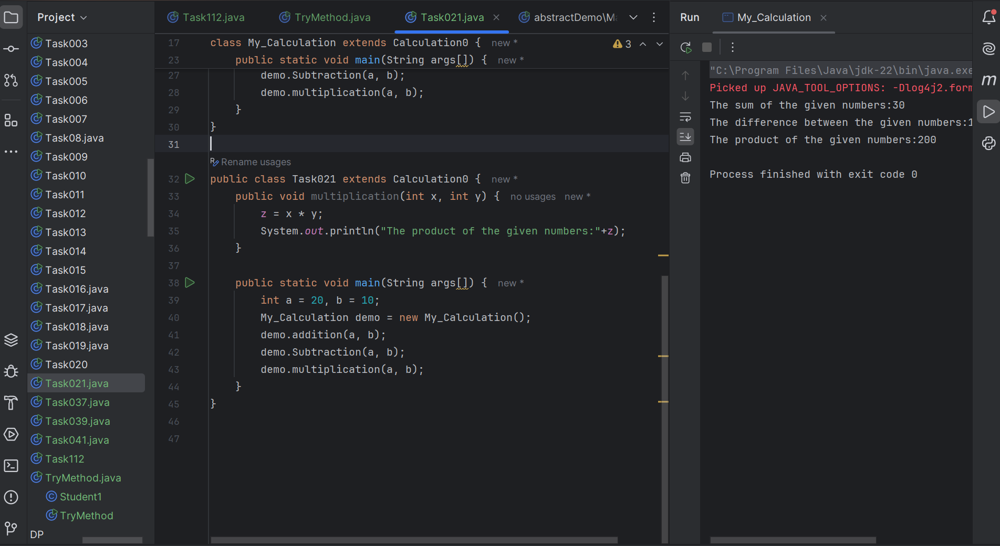 Project
Task003
Task004
Task005
Task006
Task007
Task08.java
Task009
Task010
Task011
Task012
Task013
Task014
Task015
Task016.java
Task017.java
Task018.java
Task019.java
Task020
Task021.java
Task037.java
Task039.java
Task041.java
Task112
TryMethod.java
Student1
TryMethod
DP
Task112.java TryMethod.java Task021.java abstractDemo\Ma
17 class My_Calculation extends Calculation0 { new * 3
23 public static void main(String args[]) { new *
27 demo.Subtraction(a, b);
28 demo.multiplication(a, b);
29 }
30 }
31
Rename usages
32 public class Task021 extends Calculation0 { new *
33 public void multiplication(int x, int y) { no usages new *
34 z = x * y;
35 System.out.println("The product of the given numbers:"+z);
36 }
37
38 public static void main(String args[]) { new *
39 int a = 20, b = 10;
40 My_Calculation demo = new My_Calculation();
41 demo.addition(a, b);
42 demo.Subtraction(a, b);
43 demo.multiplication(a, b);
44 }
45 }
46
47
Run My_Calculation
"C:\Program Files\Java\jdk-22\bin\java.exe
Picked up JAVA_TOOL_OPTIONS: -Dlog4j2.form
The sum of the given numbers:30
The difference between the given numbers:1
The product of the given numbers:200
Process finished with exit code 0